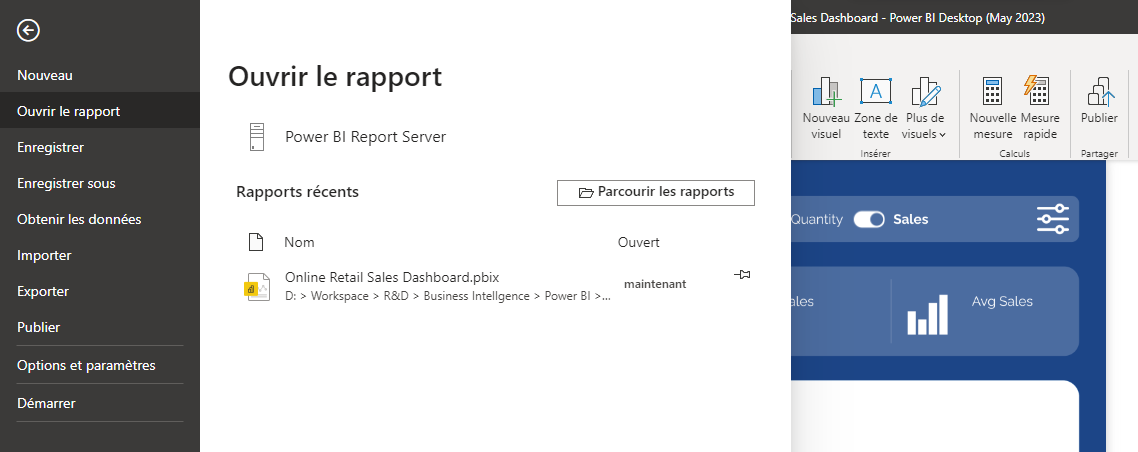 Sales Dashboard - Power BI Desktop (May 2023)
Nouveau
Ouvrir le rapport
Enregistrer
Enregistrer sous
Obtenir les données
Importer
Exporter
Publier
Options et paramètres
Démarrer
Ouvrir le rapport
Power BI Report Server
Rapports récents
Parcourir les rapports
Nom Ouvert
Online Retail Sales Dashboard.pbix
D: > Workspace > R&D > Business Intellgence > Power BI >...
maintenant
Nouveau
visuel
Zone de
texte
Plus de
visuels
Insérer
Nouvelle
mesure
Mesure
rapide
Calculs
Publier
Partager
Quantity Sales
ales
Avg Sales